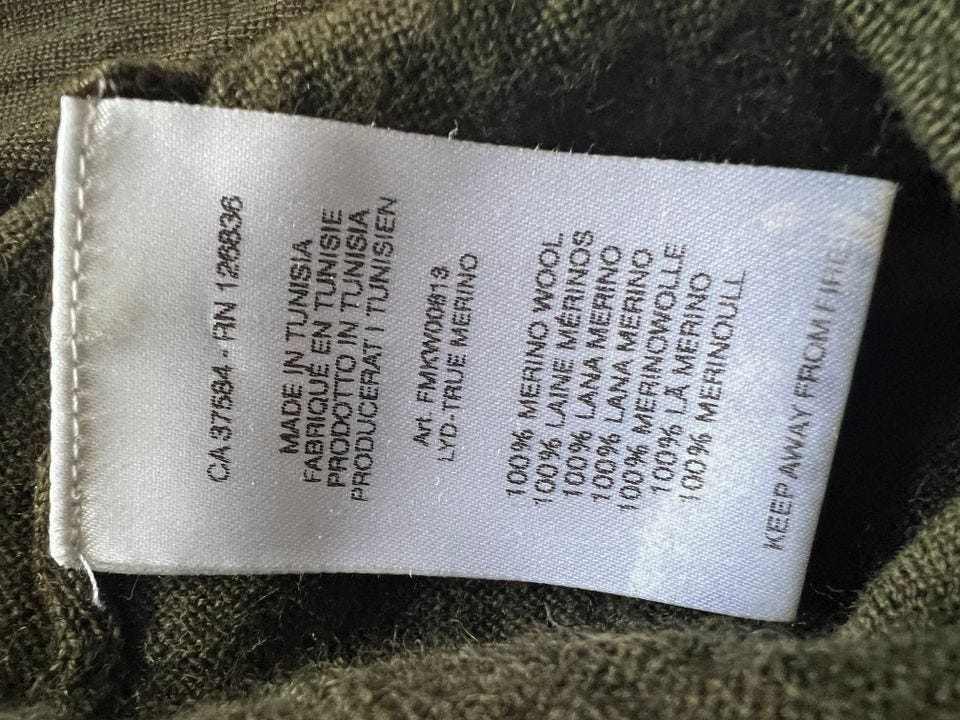 CA 37584 - RN 126836
MADE IN TUNISIA
FABRIQUÉ EN TUNISIE
PRODOTTO IN TUNISIA
PRODUCERAT I TUNISIEN
Art. FMKW00813
LYD-TRUE MERINO
100% MERINO WOOL
100% LAINE MÉRINOS
100% LANA MERINO
100% LANA MERINO
100% MERINOWOLLE
100% LÃ MERINO
100% MERINOULL
KEEP AWAY FROM FIRE